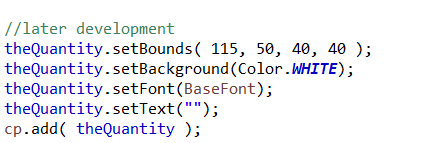 //later development
theQuantity.setBounds( 115, 50, 40, 40 );
theQuantity.setBackground(Color.WHITE);
theQuantity.setFont(BaseFont);
theQuantity.setText("");
cp.add( theQuantity );